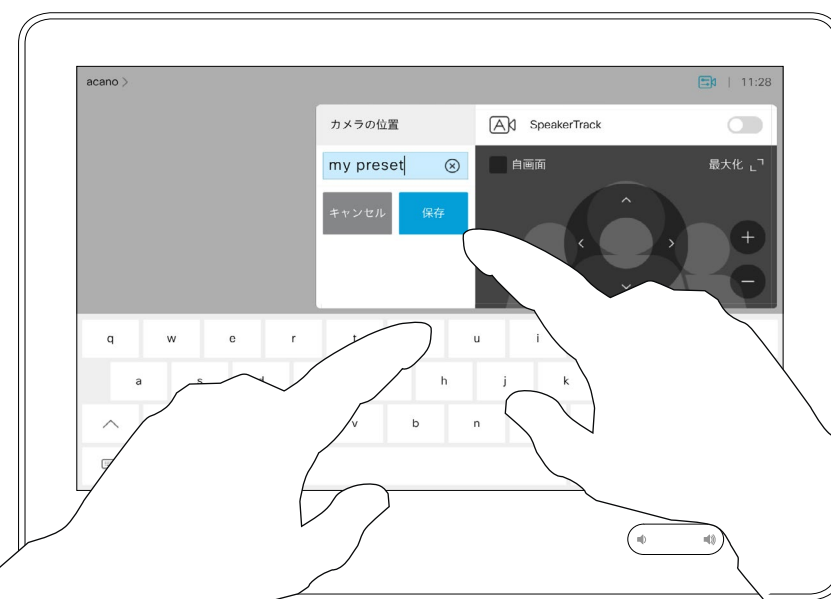 acano >
11:28
カメラの位置
SpeakerTrack
my preset
自画面
最大化
キャンセル
保存
q w e r t u i
a s h j k
v b n